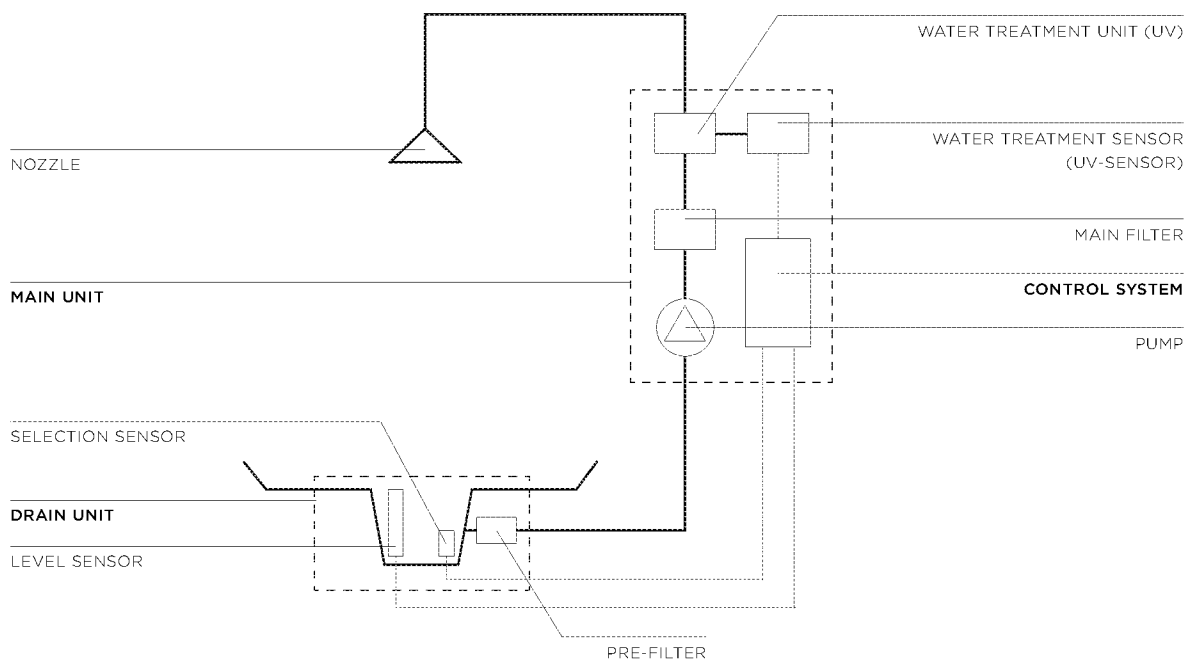 WATER TREATMENT UNIT (UV)
WATER TREATMENT SENSOR
(UV-SENSOR)
NOZZLE
MAIN FILTER
MAIN UNIT
CONTROL SYSTEM
PUMP
SELECTION SENSOR
DRAIN UNIT
LEVEL SENSOR
PRE-FILTER